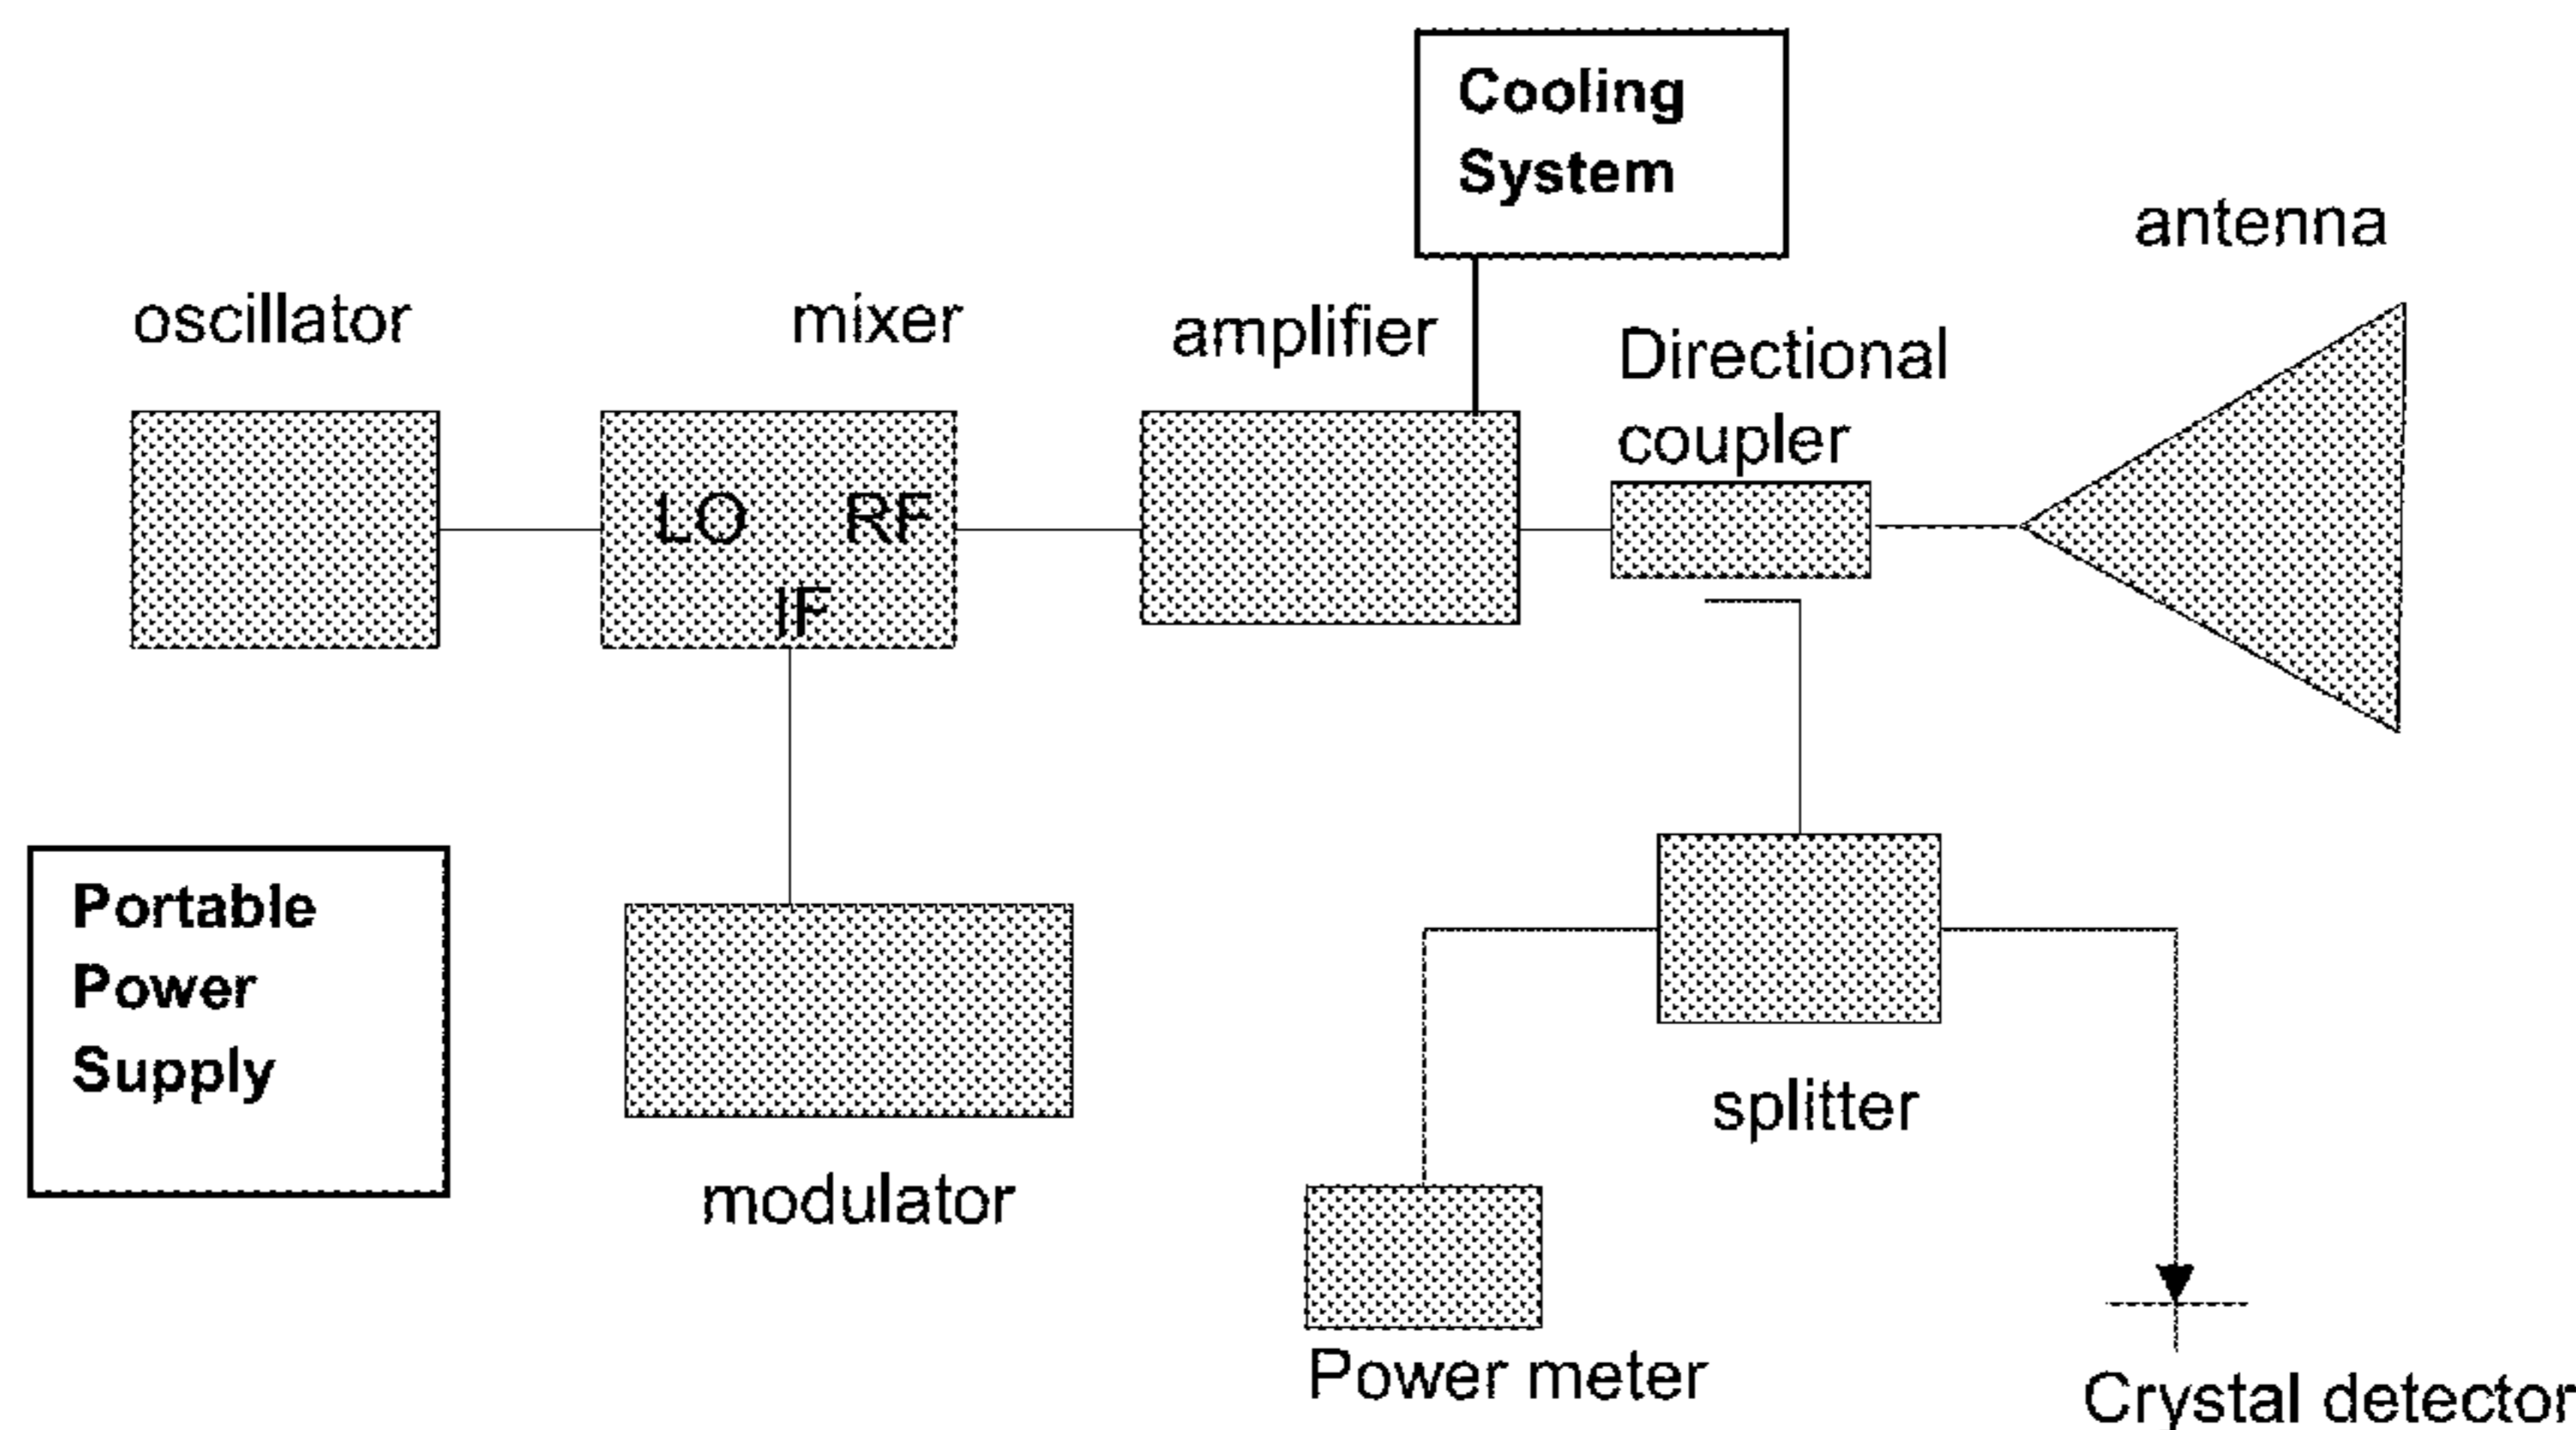 Cooling
System
antenna
oscillator
mixer
amplifier
Directional
coupler
LO
RF
IF
Portable
Power
Supply
modulator
splitter
Power meter
Crystal detector